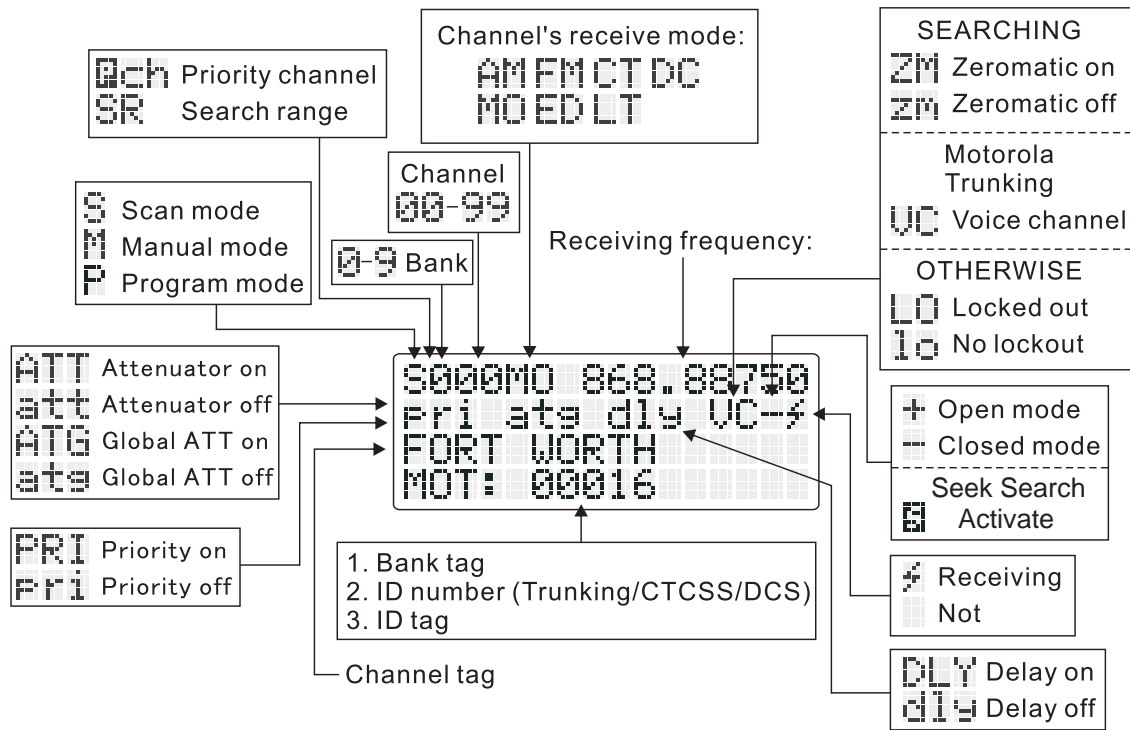 Channel's receive mode:
AM FM CT DC
MO ED LT
Pch Priority channel
SR Search range
Channel
00-99
S Scan mode
M Manual mode
P Program mode
0-9 Bank
Receiving frequency:
SEARCHING
ZM Zeromatic on
zm Zeromatic off
Motorola
Trunking
VC Voice channel
OTHERWISE
LO Locked out
lo No lockout
ATT Attenuator on
att Attenuator off
ATG Global ATT on
atg Global ATT off
S000MO 868.88750
pri atg dly VC-⚡
FORT WORTH
MOT: 00016
+ Open mode
- Closed mode
Seek Search
S Activate
PRI Priority on
pri Priority off
1. Bank tag
2. ID number (Trunking/CTCSS/DCS)
3. ID tag
Channel tag
⚡ Receiving
Not
DLY Delay on
dly Delay off